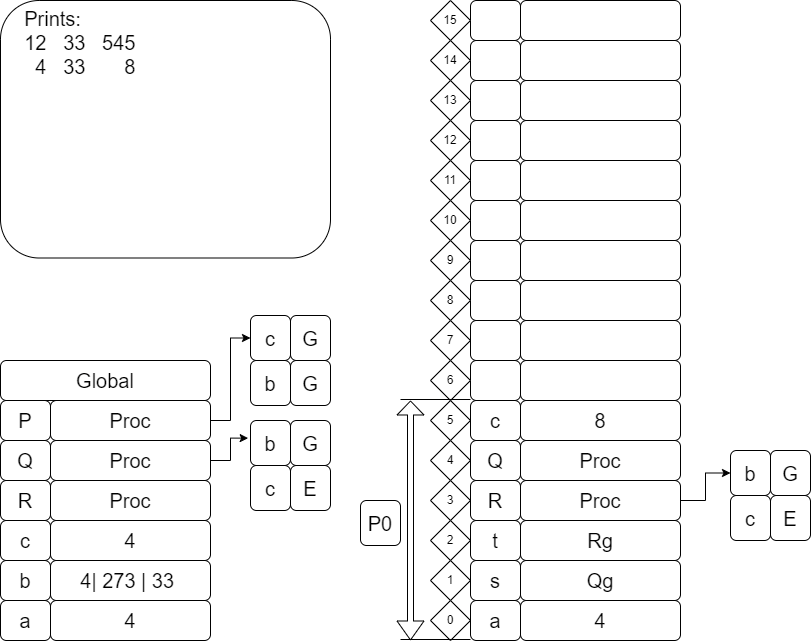 Prints:
12 33 545
4 33 8
15
14
13
12
11
10
9
8
7
6
c G
b G
Global
P Proc
5 c 8
Q Proc
b G
4 Q Proc
c E
R Proc
P0
3 R Proc
b G
c E
c 4
2 t Rg
b 4| 273 | 33
1 s Qg
a 4
0 a 4